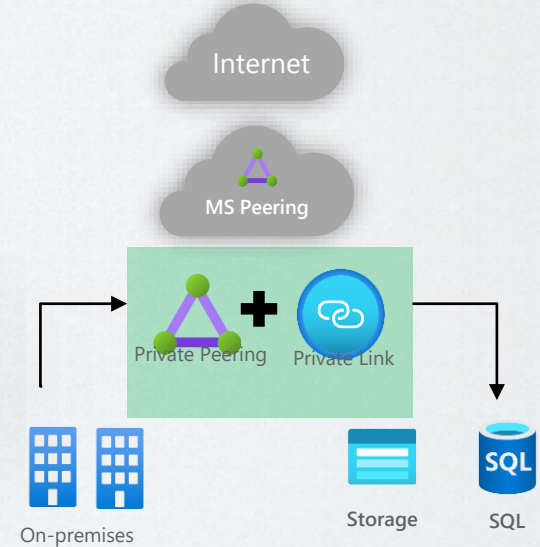 Internet
MS Peering
Private Peering
Private Link
SQL
Storage
SQL
On-premises